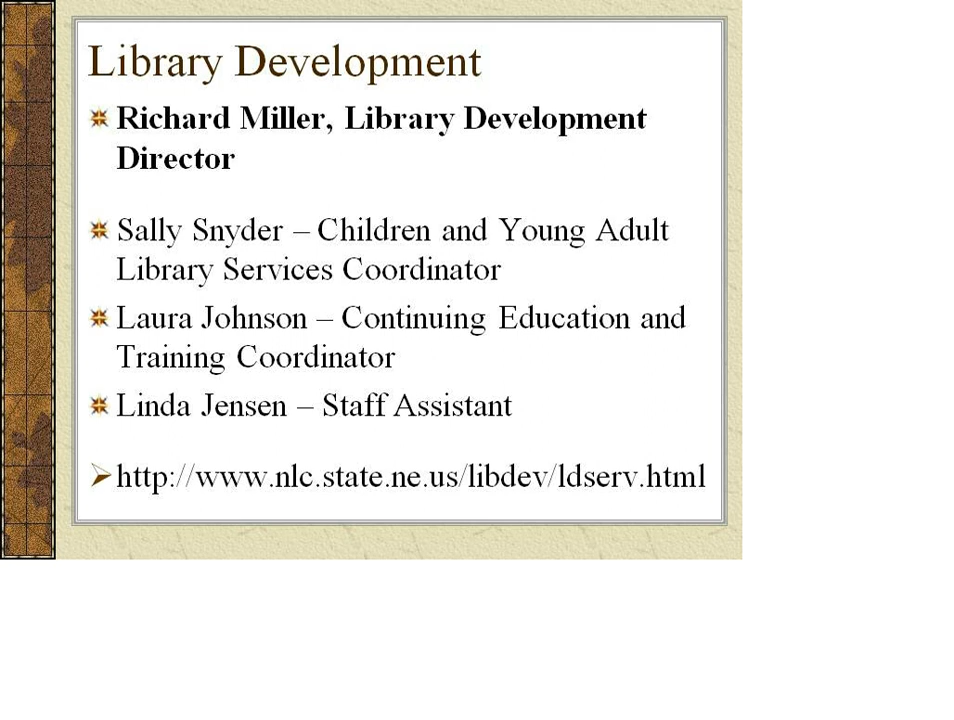 Library Development
Richard Miller, Library Development
Director
Sally Snyder – Children and Young Adult
Library Services Coordinator
Laura Johnson – Continuing Education and
Training Coordinator
Linda Jensen – Staff Assistant
http://www.nlc.state.ne.us/libdev/ldserv.html